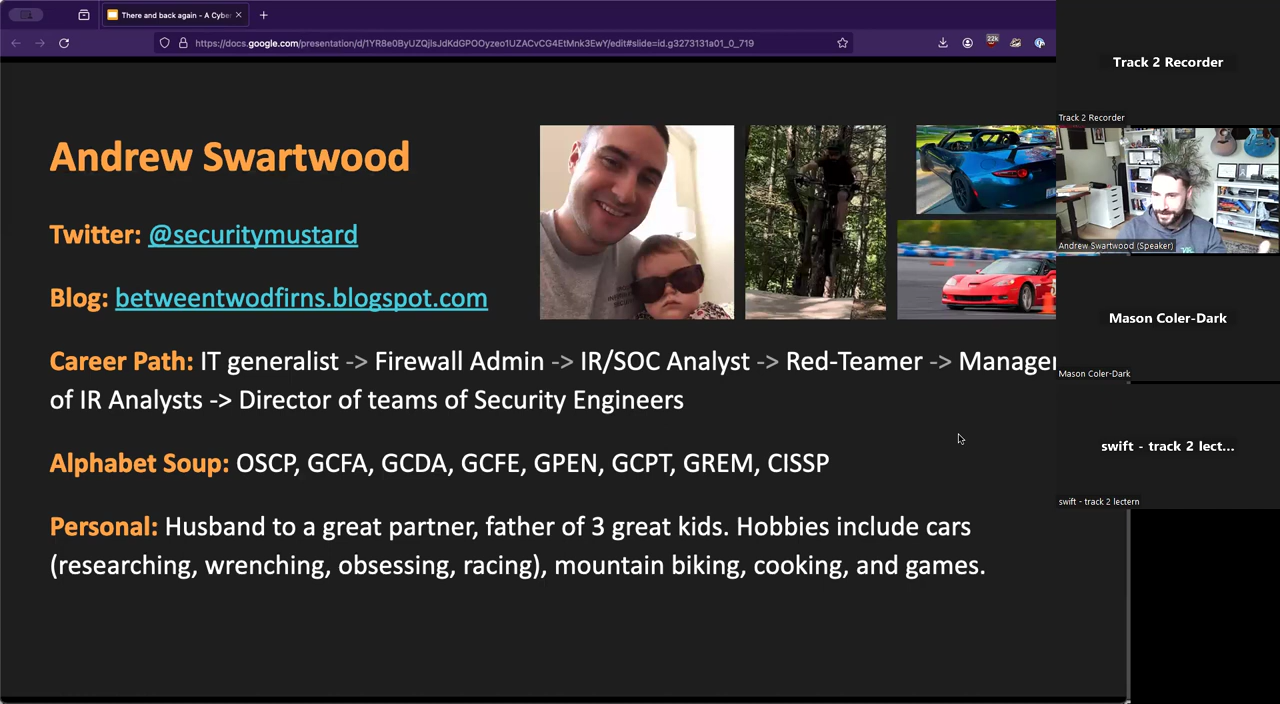 There and back again - A Cyber
https://docs.google.com/presentation/d/1YR8e0ByUZQjlsJdKdGPOOyzeo1UZACvCG4EtMnk3EwY/edit#slide=id.g3273131a01_0_719
22k
Andrew Swartwood
Twitter: @securitymustard
Blog: betweentwodfirns.blogspot.com
Career Path: IT generalist -> Firewall Admin -> IR/SOC Analyst -> Red-Teamer -> Manager
of IR Analysts -> Director of teams of Security Engineers
Alphabet Soup: OSCP, GCFA, GCDA, GCFE, GPEN, GCPT, GREM, CISSP
Personal: Husband to a great partner, father of 3 great kids. Hobbies include cars
(researching, wrenching, obsessing, racing), mountain biking, cooking, and games.
Track 2 Recorder
Track 2 Recorder
Andrew Swartwood (Speaker)
Mason Coler-Dark
Mason Coler-Dark
swift - track 2 lect...
swift - track 2 lectern